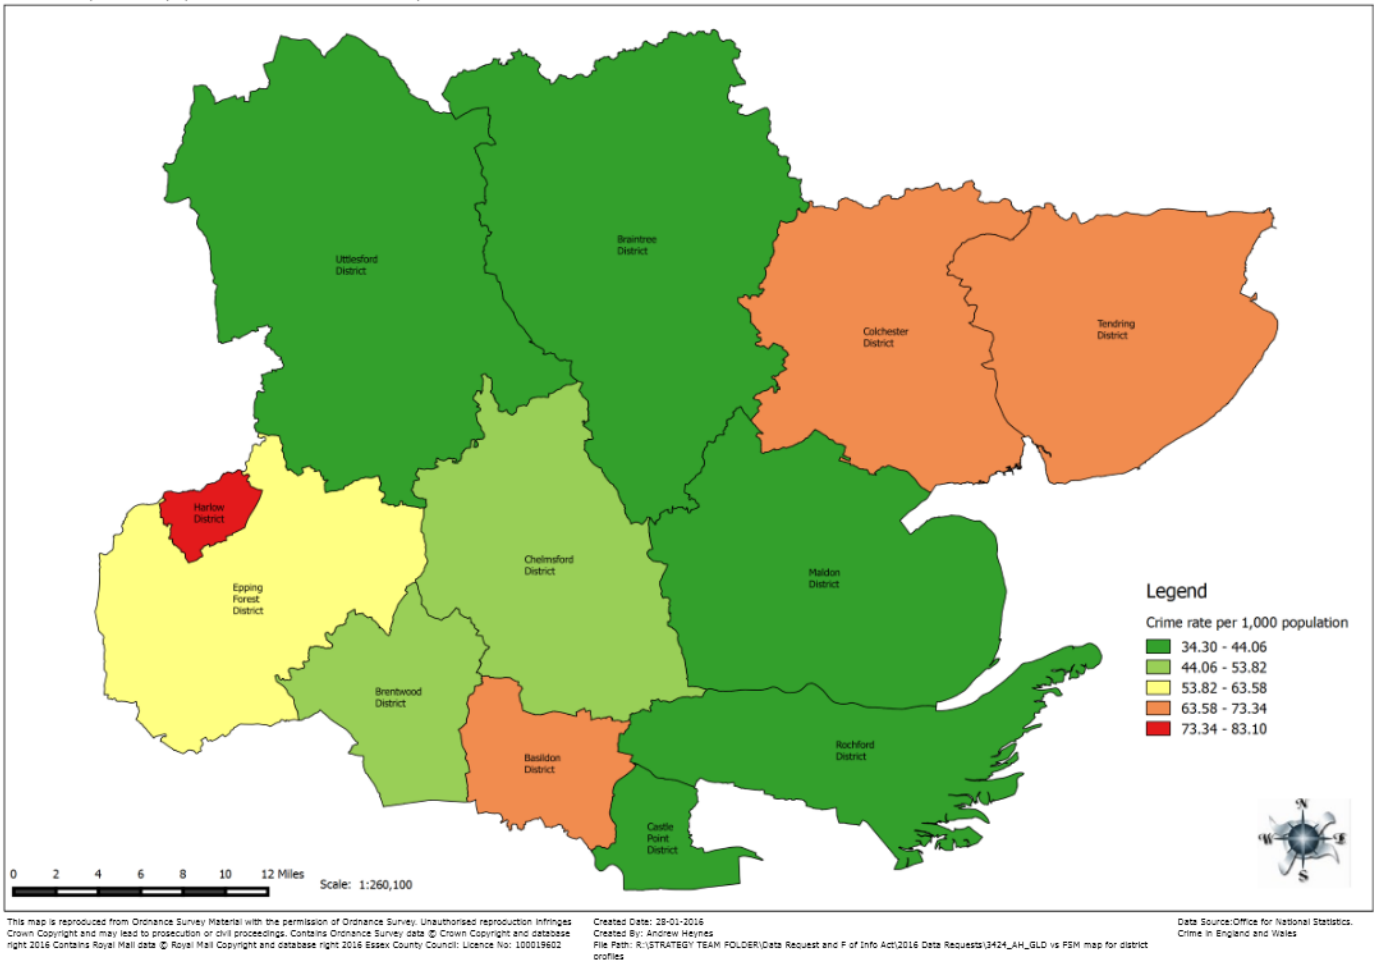 Uttlesford
District
Braintree
District
Colchester
District
Tendring
District
Harlow
District
Epping
Forest
District
Chelmsford
District
Maldon
District
Brentwood
District
Basildon
District
Rochford
District
Castle
Point
District
Legend
Crime rate per 1,000 population
34.30 - 44.06
44.06 - 53.82
53.82 - 63.58
63.58 - 73.34
73.34 - 83.10
N
W E
S
0 2 4 6 8 10 12 Miles
Scale: 1:260,100
This map is reproduced from Ordnance Survey Material with the permission of Ordnance Survey. Unauthorised reproduction infringes
Crown Copyright and may lead to prosecution or civil proceedings. Contains Ordnance Survey data © Crown Copyright and database
right 2016 Contains Royal Mail data © Royal Mail Copyright and database right 2016 Essex County Council: Licence No: 100019602
Created Date: 28-01-2016
Created By: Andrew Heynes
File Path: R:\STRATEGY TEAM FOLDER\Data Request and F of Info Act\2016 Data Requests\3424_AH_GLD vs FSM map for district
profiles
Data Source:Office for National Statistics.
Crime in England and Wales